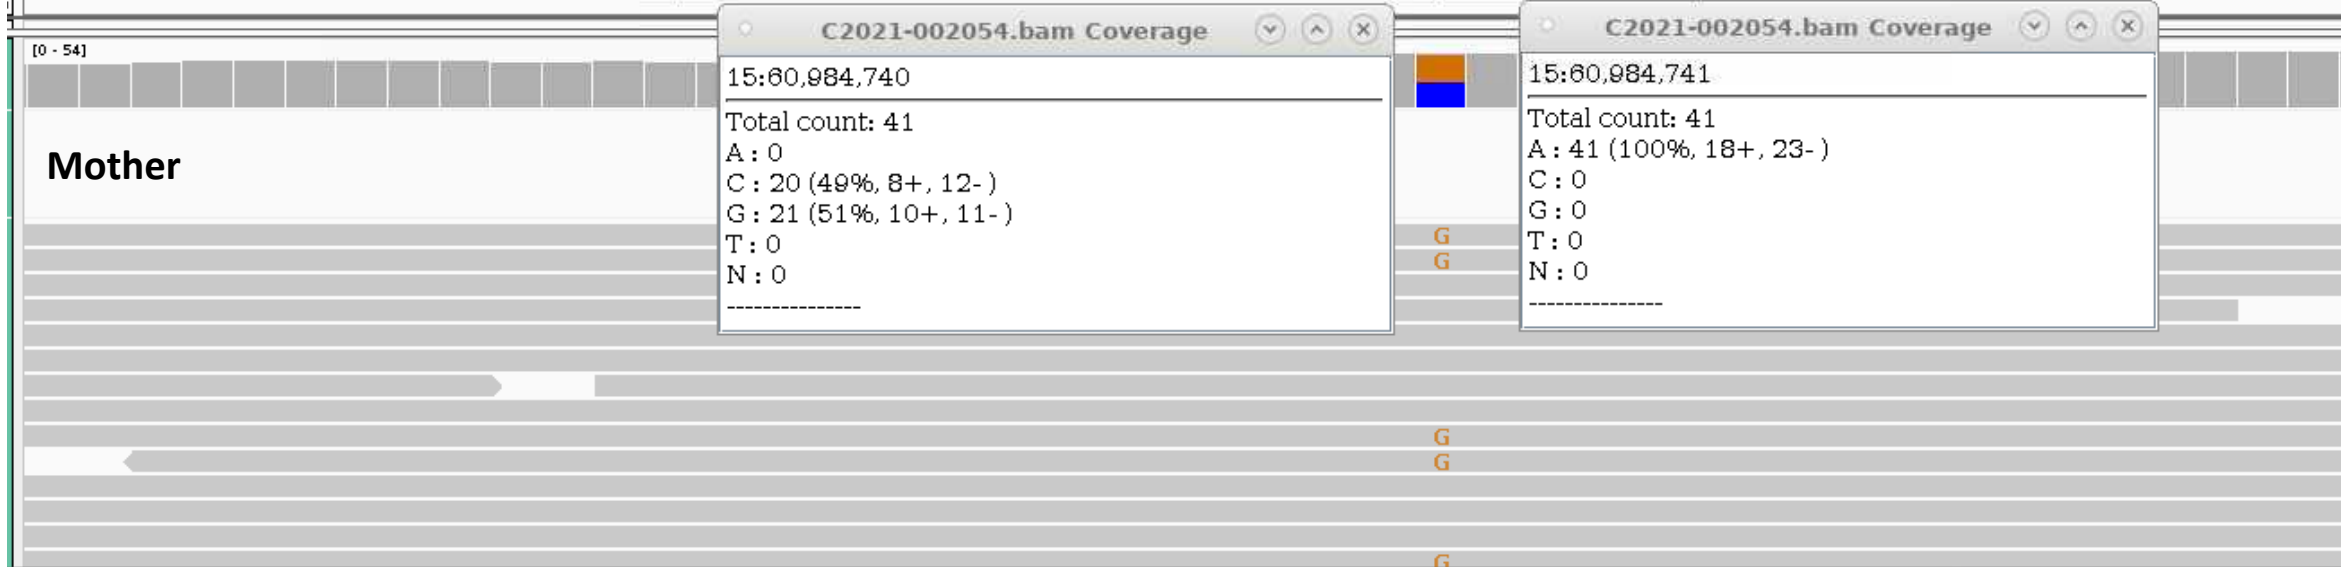 [0 - 54]
Mother
C2021-002054.bam Coverage
15:60,984,740
Total count: 41
A : 0
C : 20 (49%, 8+, 12- )
G : 21 (51%, 10+, 11- )
T : 0
N : 0
---------------
C2021-002054.bam Coverage
15:60,984,741
Total count: 41
A : 41 (100%, 18+, 23- )
C : 0
G : 0
T : 0
N : 0
---------------
G
G
G
G
G